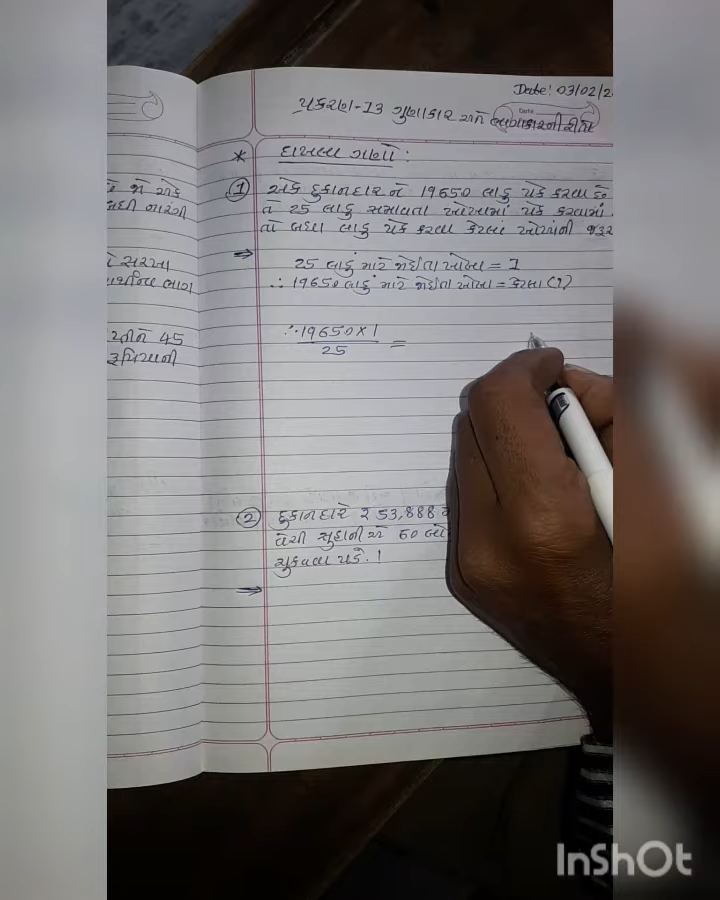 Date: 03/02/2
પ્રકરણ-13 ગુણાકાર અને ભાગાકારની રીતો
* દાખલા ગણો:
① એક દુકાનદારને 19650 લાડુ પેક કરવા છે
તે 25 લાડુ સમાવતા ખોખામાં પેક કરવામાં
તો બધા લાડુ પેક કરવા કેટલાં ખોખાંની જરૂર
⇒ 25 લાડું માટે જોઈતા ખોખા = 1
∴ 19650 લાડું માટે જોઈતા ખોખા = કેટલા (?)
∴ 19650 × 1
25 =
② દુકાનદારે ₹ 53,888
વેચી 60
ચુકવવા પડે. !
⇒
ને 45
રૂપિયાની
InShOt